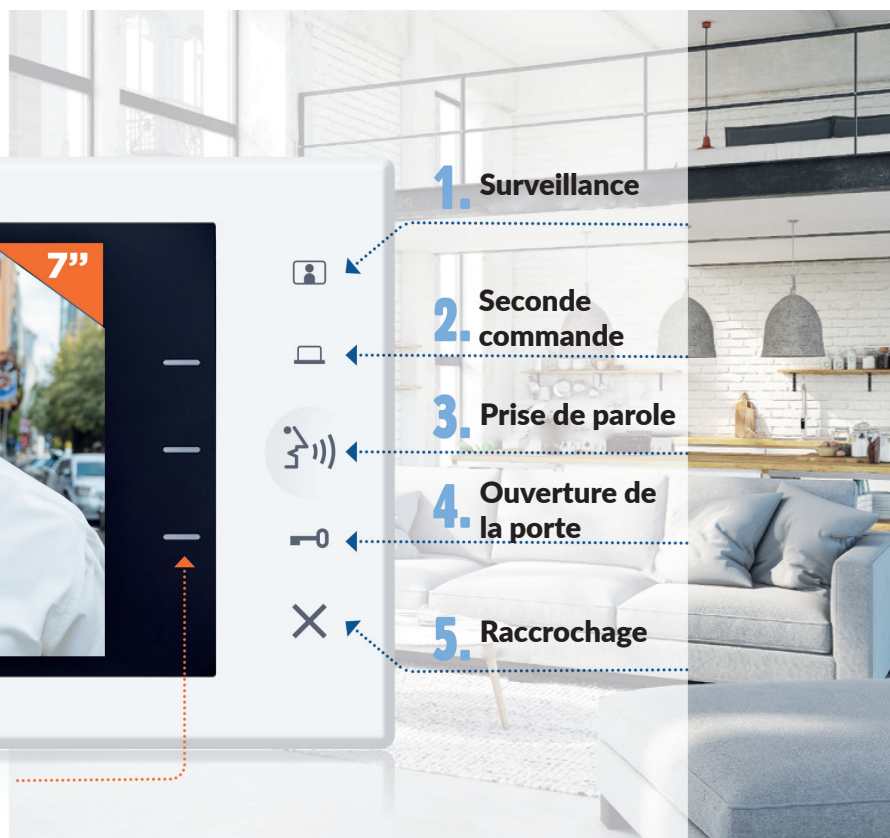 7”
1. Surveillance
2. Seconde
commande
3. Prise de parole
4. Ouverture de
la porte
5. Raccrochage